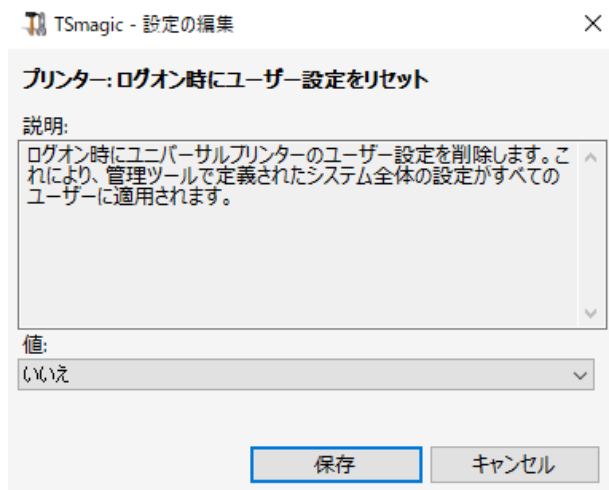 TSmagic - 設定の編集
プリンター: ログオン時にユーザー設定をリセット
説明:
ログオン時にユニバーサルプリンターのユーザー設定を削除します。こ
れにより、管理ツールで定義されたシステム全体の設定がすべての
ユーザーに適用されます。
値:
いいえ
保存 キャンセル